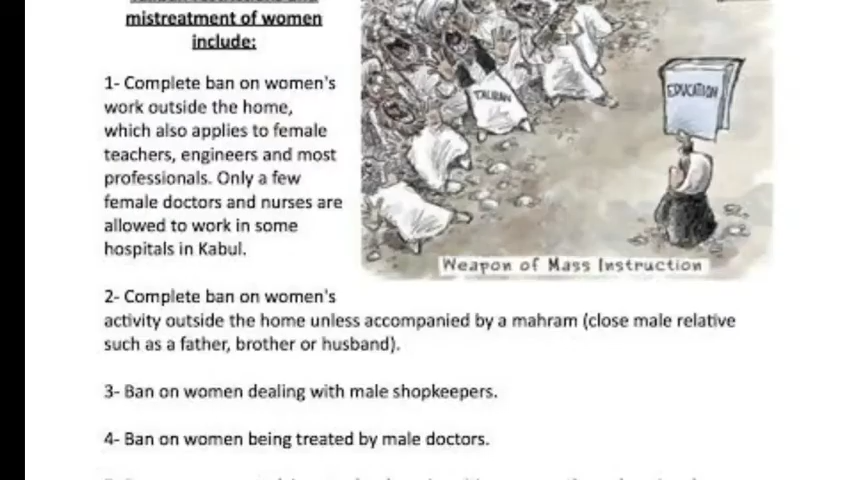 mistreatment of women
include:
1- Complete ban on women's
work outside the home,
which also applies to female
teachers, engineers and most
professionals. Only a few
female doctors and nurses are
allowed to work in some
hospitals in Kabul.
TALIBAN
EDUCATION
Weapon of Mass Instruction
2- Complete ban on women's
activity outside the home unless accompanied by a mahram (close male relative
such as a father, brother or husband).
3- Ban on women dealing with male shopkeepers.
4- Ban on women being treated by male doctors.